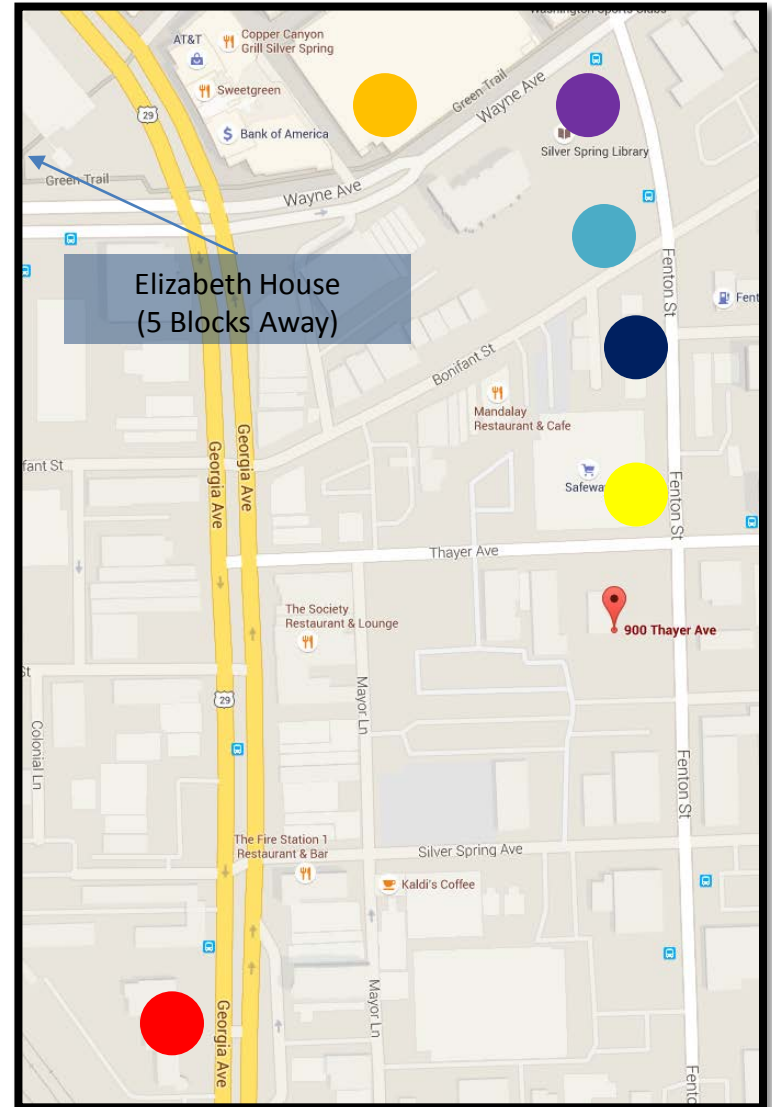 Washington Sports Clubs
AT&T
Copper Canyon
Grill Silver Spring
Sweetgreen
Green Trail
Wayne Ave
29
Bank of America
Silver Spring Library
Green Trail
Wayne Ave
Elizabeth House
(5 Blocks Away)
Fenton St
Fent
Bonifant St
Mandalay
Restaurant & Cafe
Georgia Ave
Georgia Ave
fant St
Safeway
Fenton St
Thayer Ave
The Society
Restaurant & Lounge
900 Thayer Ave
St
29
Mayor Ln
Colonial Ln
Fenton St
The Fire Station 1
Restaurant & Bar
Silver Spring Ave
Kaldi's Coffee
Georgia Ave
Mayor Ln
Fento